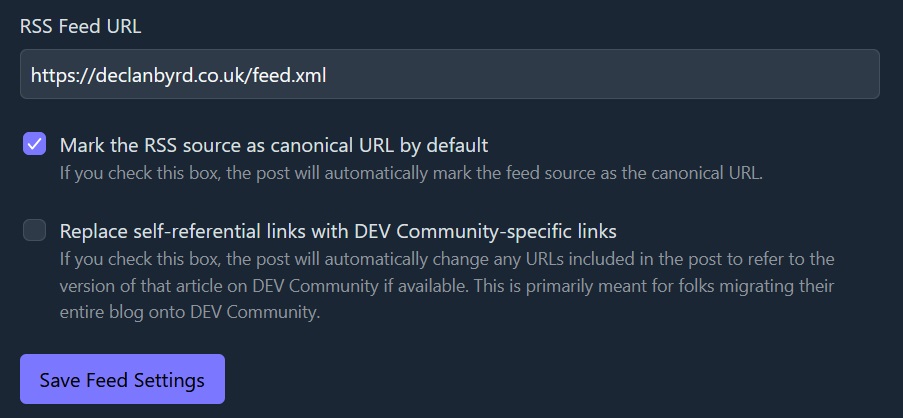 RSS Feed URL
https://declanbyrd.co.uk/feed.xml
Mark the RSS source as canonical URL by default
If you check this box, the post will automatically mark the feed source as the canonical URL.
Replace self-referential links with DEV Community-specific links
If you check this box, the post will automatically change any URLs included in the post to refer to the
version of that article on DEV Community if available. This is primarily meant for folks migrating their
entire blog onto DEV Community.
Save Feed Settings